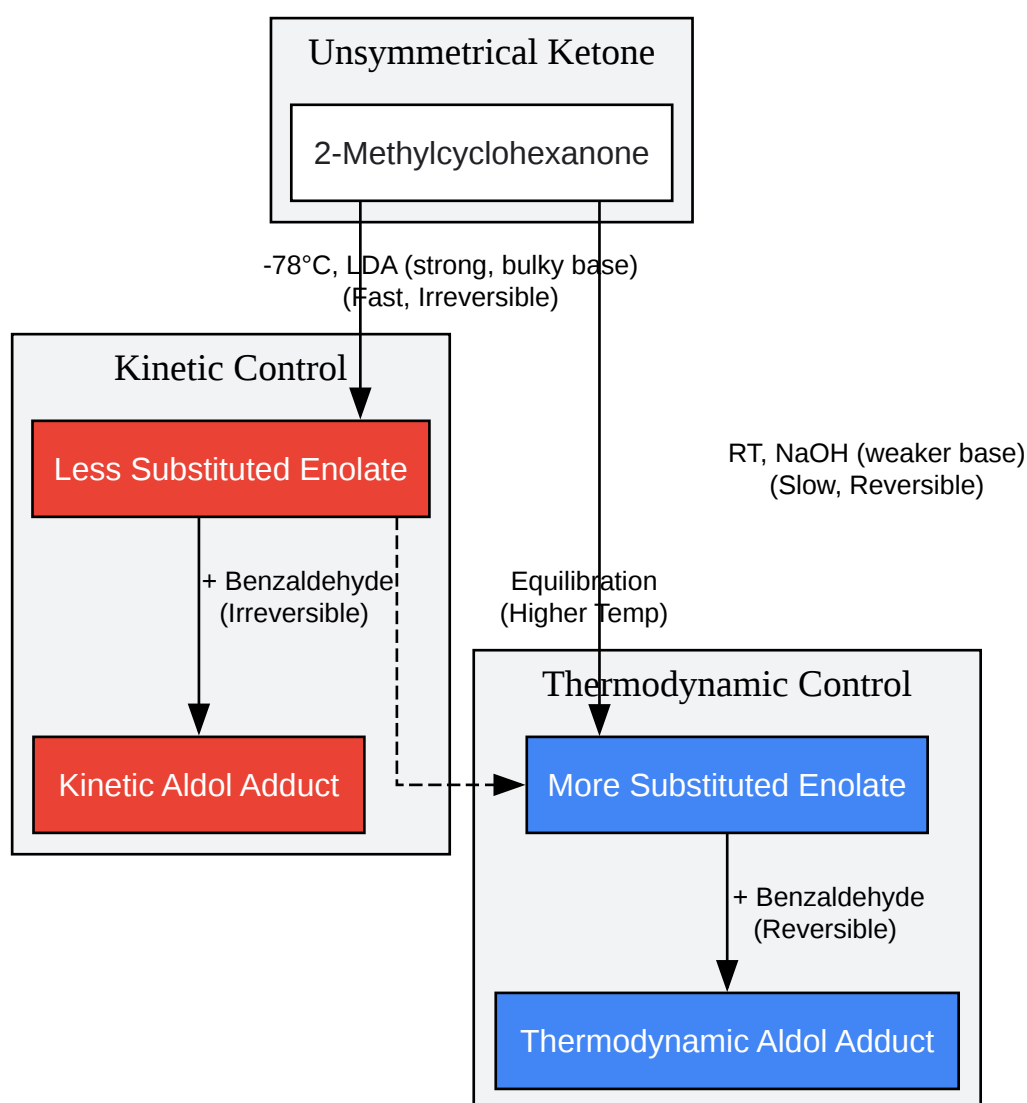 Unsymmetrical Ketone
2-Methylcyclohexanone
-78°C, LDA (strong, bulky base)
(Fast, Irreversible)
Kinetic Control
Less Substituted Enolate
RT, NaOH (weaker base)
(Slow, Reversible)
+ Benzaldehyde
(Irreversible)
Equilibration
(Higher Temp)
Thermodynamic Control
Kinetic Aldol Adduct
More Substituted Enolate
+ Benzaldehyde
(Reversible)
Thermodynamic Aldol Adduct